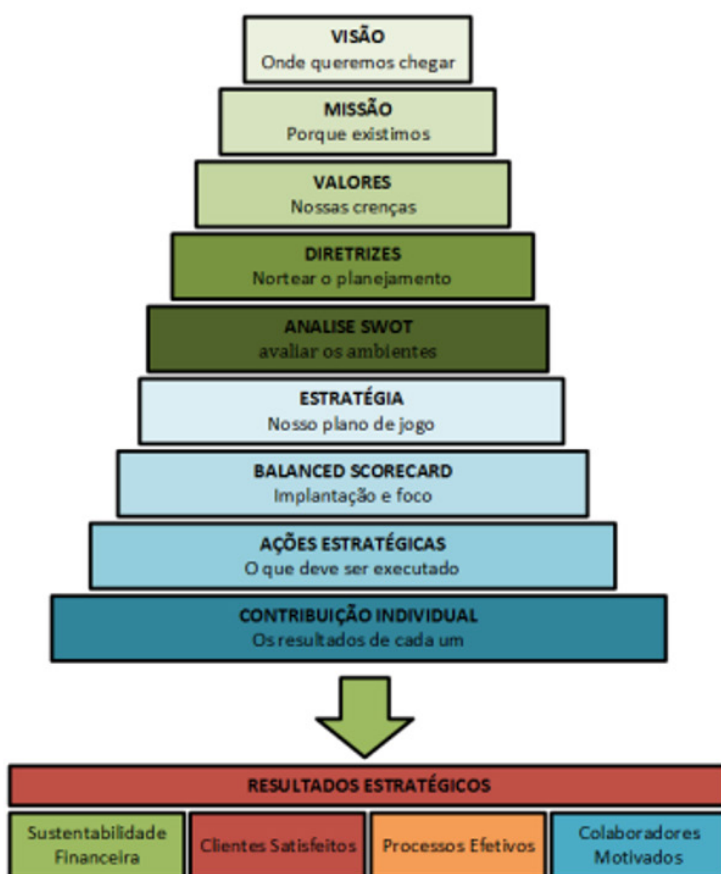 VISÃO
Onde queremos chegar
MISSÃO
Porque existimos
VALORES
Nossas crenças
DIRETRIZES
Nortear o planejamento
ANALISE SWOT
avaliar os ambientes
ESTRATÉGIA
Nosso plano de jogo
BALANCED SCORECARD
Implantação e foco
AÇÕES ESTRATÉGICAS
O que deve ser executado
CONTRIBUIÇÃO INDIVIDUAL
Os resultados de cada um
RESULTADOS ESTRATÉGICOS
Sustentabilidade
Financeira
Clientes Satisfeitos
Processos Efetivos
Colaboradores
Motivados